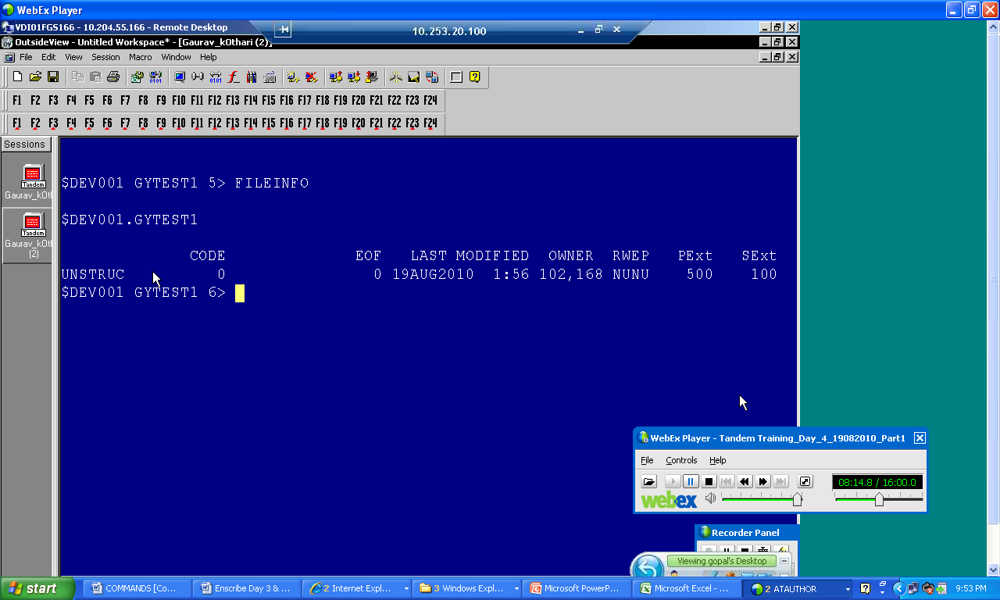 WebEx Player
VDI01FGS166 - 10.204.55.166 - Remote Desktop
10.253.20.100
OutsideView - Untitled Workspace* - [Gaurav_k0thari (2)]
File Edit View Session Macro Window Help
F1 F2 F3 F4 F5 F6 F7 F8 F9 F10 F11 F12 F13 F14 F15 F16 F17 F18 F19 F20 F21 F22 F23 F24
F1 F2 F3 F4 F5 F6 F7 F8 F9 F10 F11 F12 F13 F14 F15 F16 F17 F18 F19 F20 F21 F22 F23 F24
Sessions
Tandem
Gaurav_k0t
Tandem
Gaurav_k0t
(2)
$DEV001 GYTEST1 5> FILEINFO
$DEV001.GYTEST1
CODE EOF LAST MODIFIED OWNER RWEP PExt SExt
UNSTRUC 0 0 19AUG2010 1:56 102,168 NUNU 500 100
$DEV001 GYTEST1 6>
WebEx Player - Tandem Training_Day_4_19082010_Part1
File Controls Help
08:14.8 / 16:00.0
webex
Recorder Panel
Viewing gopal's Desktop
start
COMMANDS [Co...
Enscribe Day 3 & ...
2 Internet Expl...
3 Windows Expl...
Microsoft PowerP...
Microsoft Excel - ...
2 ATAUTHOR
9:53 PM